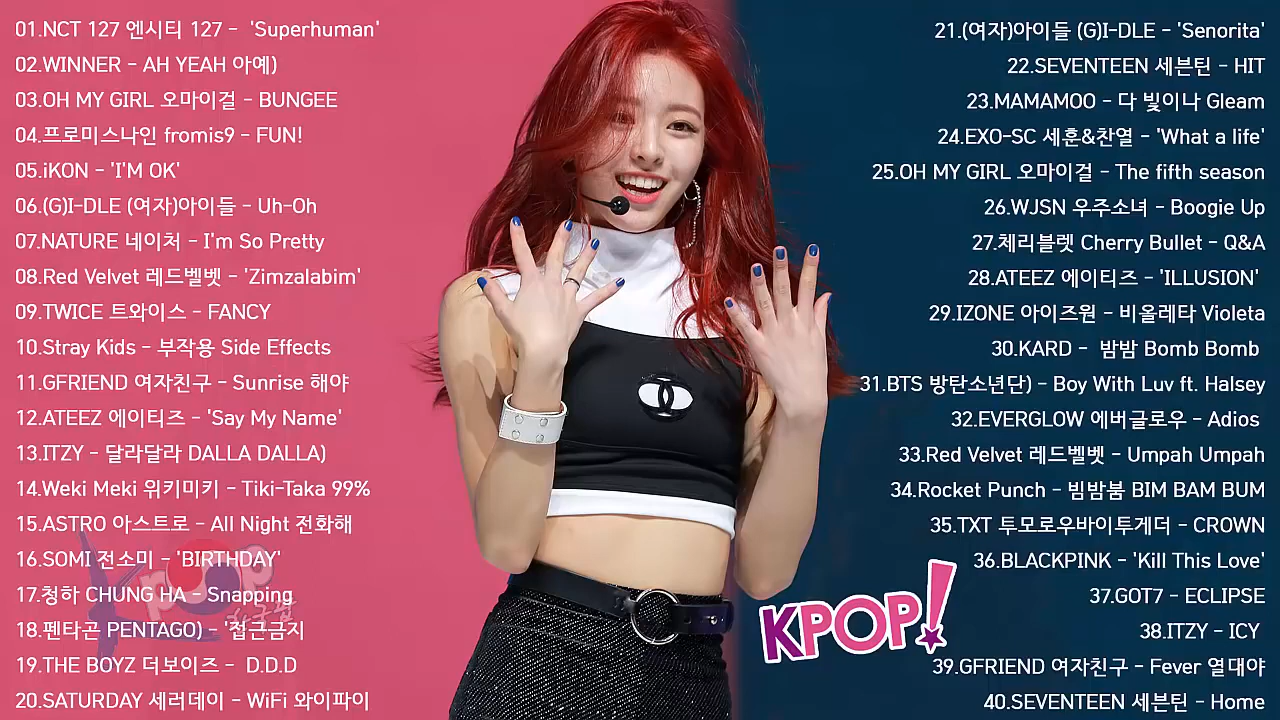 01.NCT 127 엔시티 127 - 'Superhuman'
02.WINNER - AH YEAH 아예)
03.OH MY GIRL 오마이걸 - BUNGEE
04.프로미스나인 fromis9 - FUN!
05.iKON - 'I'M OK'
06.(G)I-DLE (여자)아이들 - Uh-Oh
07.NATURE 네이처 - I'm So Pretty
08.Red Velvet 레드벨벳 - 'Zimzalabim'
09.TWICE 트와이스 - FANCY
10.Stray Kids - 부작용 Side Effects
11.GFRIEND 여자친구 - Sunrise 해야
12.ATEEZ 에이티즈 - 'Say My Name'
13.ITZY - 달라달라 DALLA DALLA)
14.Weki Meki 위키미키 - Tiki-Taka 99%
15.ASTRO 아스트로 - All Night 전화해
16.SOMI 전소미 - 'BIRTHDAY'
17.청하 CHUNG HA - Snapping
18.펜타곤 PENTAGO) - '접근금지
19.THE BOYZ 더보이즈 - D.D.D
20.SATURDAY 세러데이 - WiFi 와이파이
kpop
21.(여자)아이들 (G)I-DLE - 'Senorita'
22.SEVENTEEN 세븐틴 - HIT
23.MAMAMOO - 다 빛이나 Gleam
24.EXO-SC 세훈&찬열 - 'What a life'
25.OH MY GIRL 오마이걸 - The fifth season
26.WJSN 우주소녀 - Boogie Up
27.체리블렛 Cherry Bullet - Q&A
28.ATEEZ 에이티즈 - 'ILLUSION'
29.IZONE 아이즈원 - 비올레타 Violeta
30.KARD - 밤밤 Bomb Bomb
31.BTS 방탄소년단) - Boy With Luv ft. Halsey
32.EVERGLOW 에버글로우 - Adios
33.Red Velvet 레드벨벳 - Umpah Umpah
34.Rocket Punch - 빔밤붐 BIM BAM BUM
35.TXT 투모로우바이투게더 - CROWN
36.BLACKPINK - 'Kill This Love'
37.GOT7 - ECLIPSE
38.ITZY - ICY
39.GFRIEND 여자친구 - Fever 열대야
40.SEVENTEEN 세븐틴 - Home
KPOP!